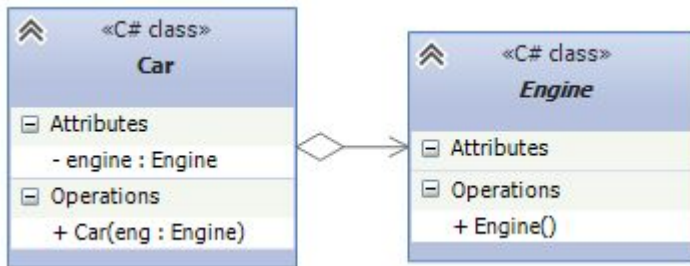 «C# class»
Car
Attributes
- engine : Engine
Operations
+ Car(eng : Engine)
«C# class»
Engine
Attributes
Operations
+ Engine()